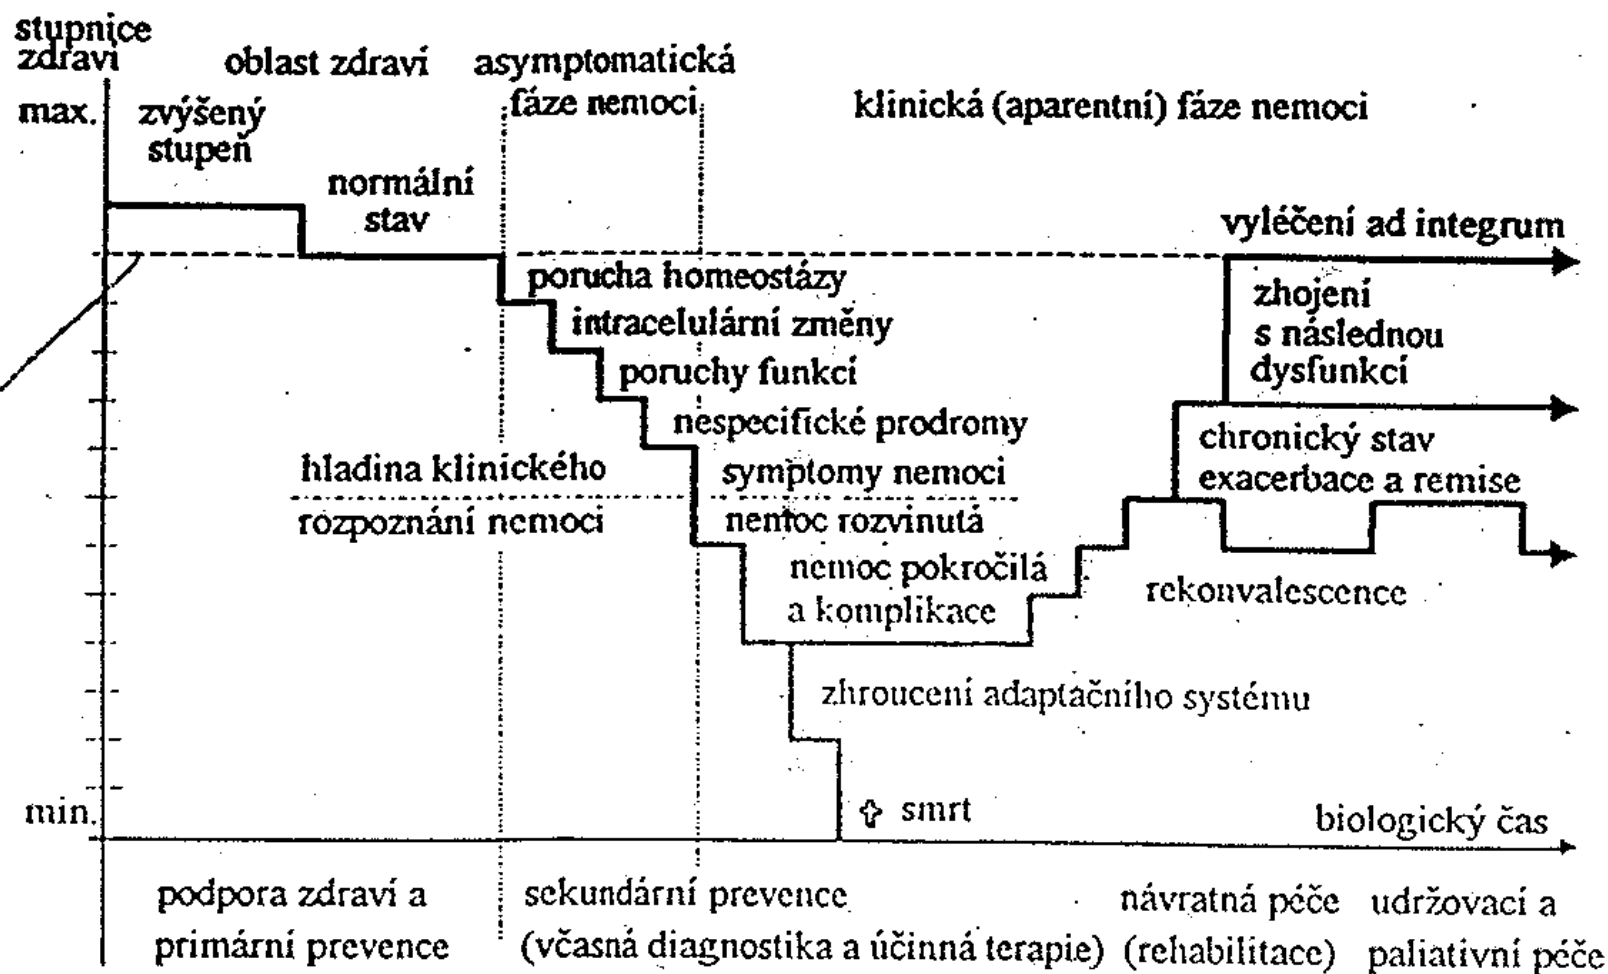 stupnice
zdraví
oblast zdraví
asymptomatická
fáze nemoci
klinická (aparentní) fáze nemoci
max.
zvýšený
stupeň
normální
stav
vyléčení ad integrum
porucha homeostázy
intracelulární změny
poruchy funkcí
nespecifické prodromy
symptomy nemoci
nemoc rozvinutá
nemoc pokročilá
a komplikace
hladina klinického
rozpoznání nemoci
zhojení
s následnou
dysfunkcí
chronický stav
exacerbace a remise
rekonvalescence
zhroucení adaptačního systému
smrt
min.
biologický čas
podpora zdraví a
primární prevence
sekundární prevence
(včasná diagnostika a účinná terapie)
návratná péče
(rehabilitace)
udržovací a
paliativní péče